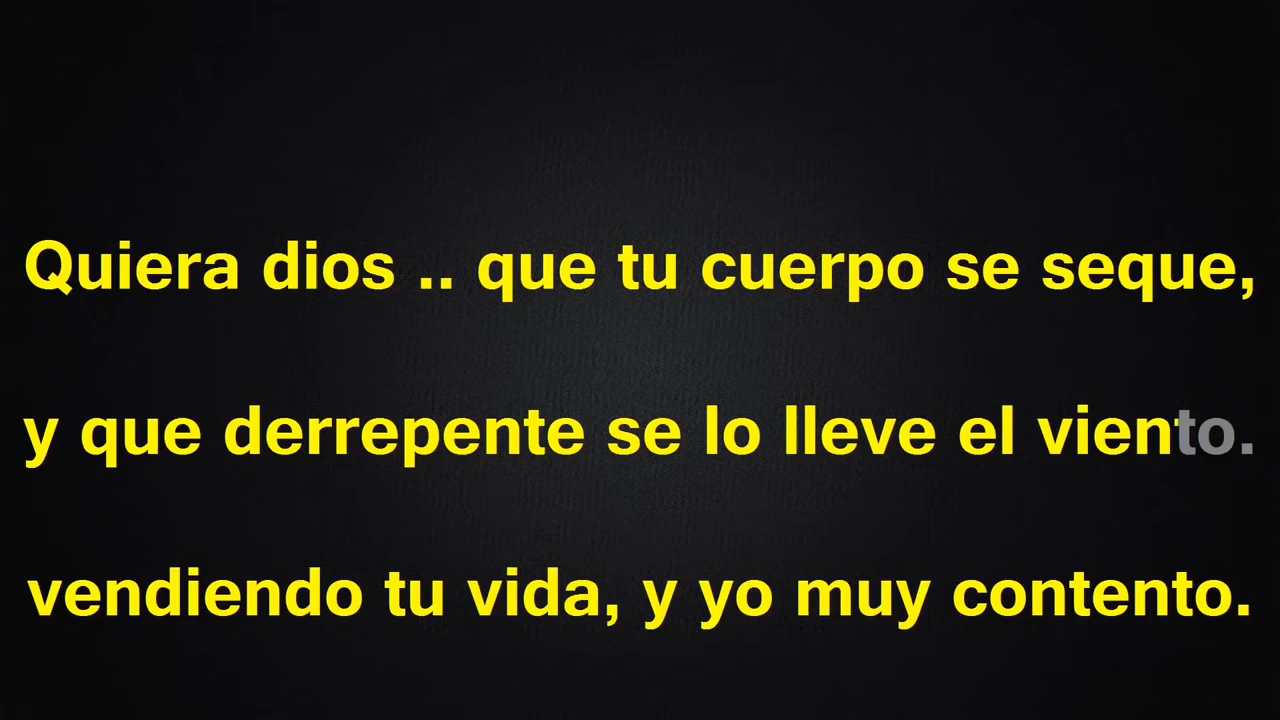 Quiera dios .. que tu cuerpo se seque,
y que derrepente se lo lleve el viento.
vendiendo tu vida, y yo muy contento.